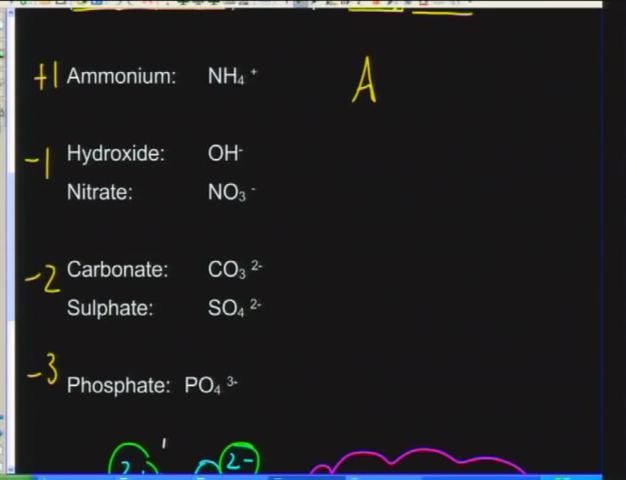 +1 Ammonium: NH₄ ⁺ A
-1 Hydroxide: OH⁻
Nitrate: NO₃ ⁻
-2 Carbonate: CO₃ ²⁻
Sulphate: SO₄ ²⁻
-3 Phosphate: PO₄ ³⁻
2-